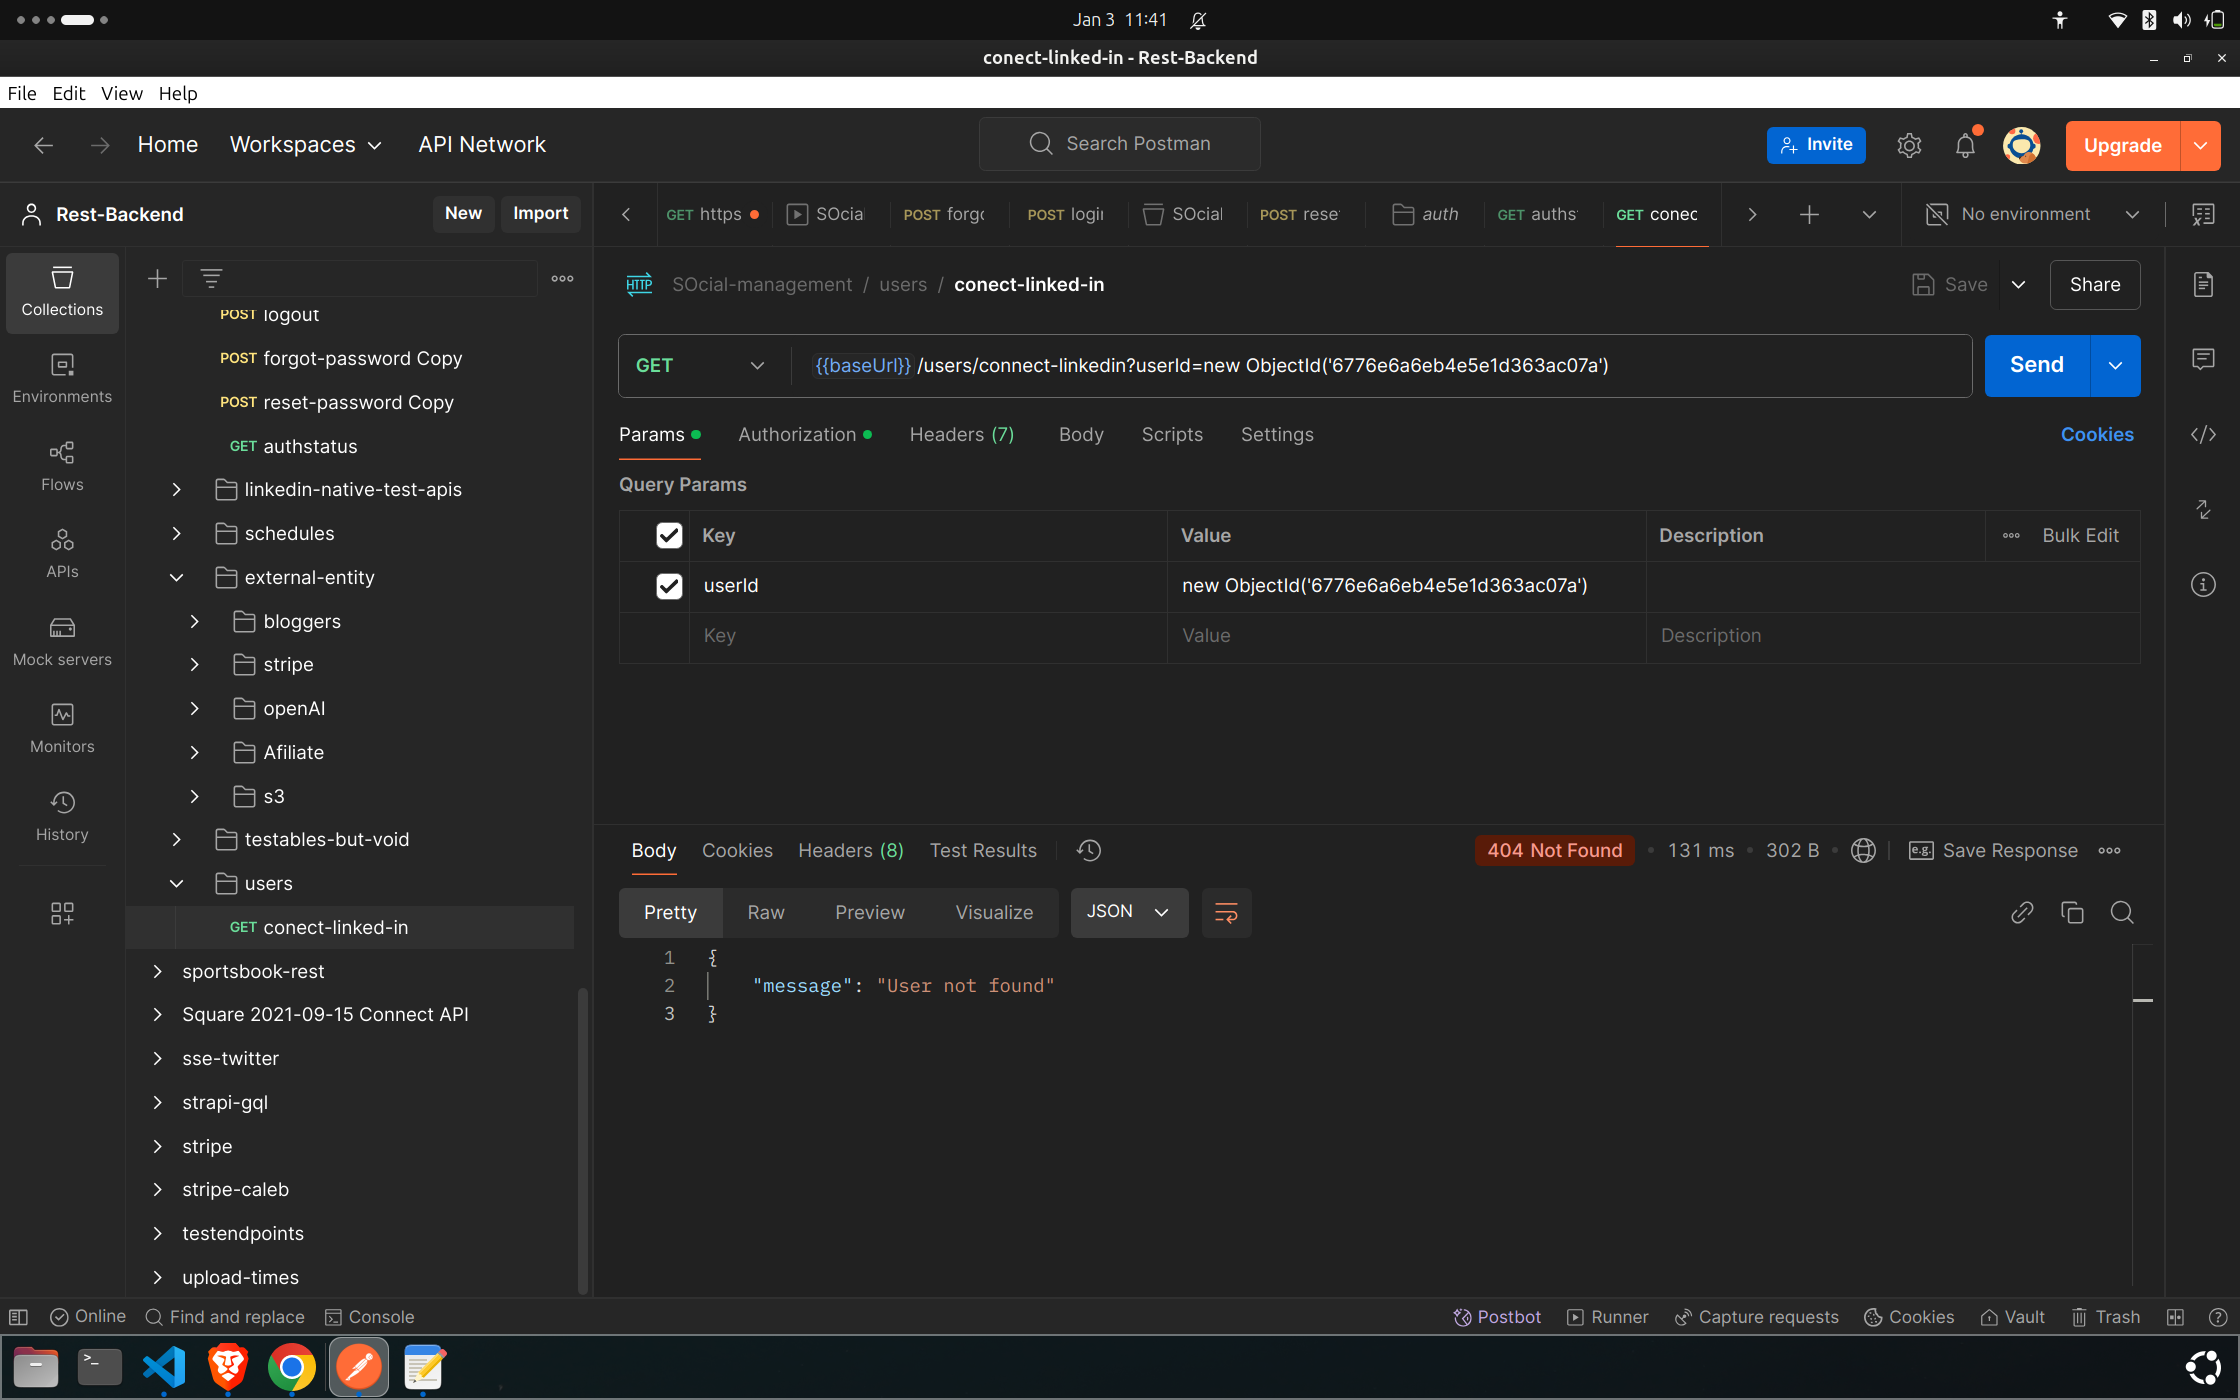 Jan 3 11:41
conect-linked-in - Rest-Backend
File Edit View Help
Home Workspaces API Network
Search Postman
Invite
Upgrade
Rest-Backend
New Import
GET https
SOcial
POST forgo
POST login
SOcial
POST rese
auth
GET auths
GET conec
No environment
Collections
Environments
Flows
APIs
Mock servers
Monitors
History
POST logout
POST forgot-password Copy
POST reset-password Copy
GET authstatus
linkedin-native-test-apis
schedules
external-entity
bloggers
stripe
openAI
Afiliate
s3
testables-but-void
users
GET conect-linked-in
sportsbook-rest
Square 2021-09-15 Connect API
sse-twitter
strapi-gql
stripe
stripe-caleb
testendpoints
upload-times
HTTP SOcial-management / users / conect-linked-in
Save Share
GET {{baseUrl}}/users/connect-linkedin?userId=new ObjectId('6776e6a6eb4e5e1d363ac07a')
Send
Params Authorization Headers (7) Body Scripts Settings Cookies
Query Params
Key Value Description Bulk Edit
userId new ObjectId('6776e6a6eb4e5e1d363ac07a')
Key Value Description
Body Cookies Headers (8) Test Results 404 Not Found 131 ms 302 B e.g. Save Response
Pretty Raw Preview Visualize JSON
1 {
2 "message": "User not found"
3 }
Online Find and replace Console Postbot Runner Capture requests Cookies Vault Trash